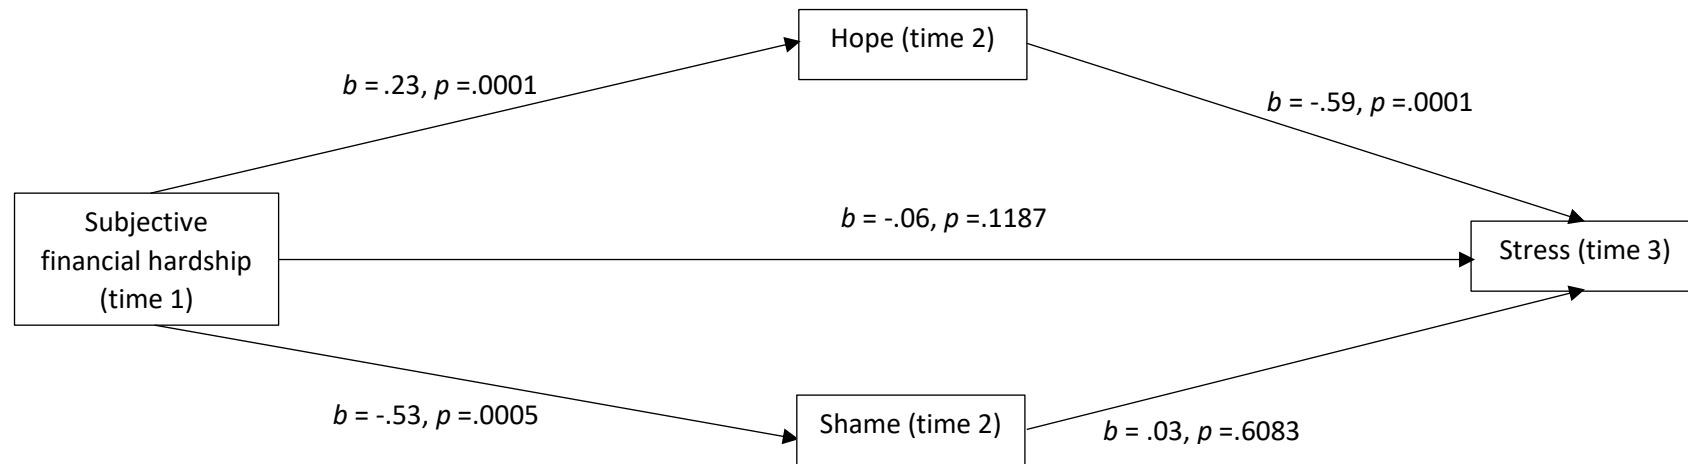 Hope (time 2)
b = .23, p =.0001
b = -.59, p =.0001
Subjective
financial hardship
(time 1)
b = -.06, p =.1187
Stress (time 3)
b = -.53, p =.0005
Shame (time 2)
b = .03, p =.6083